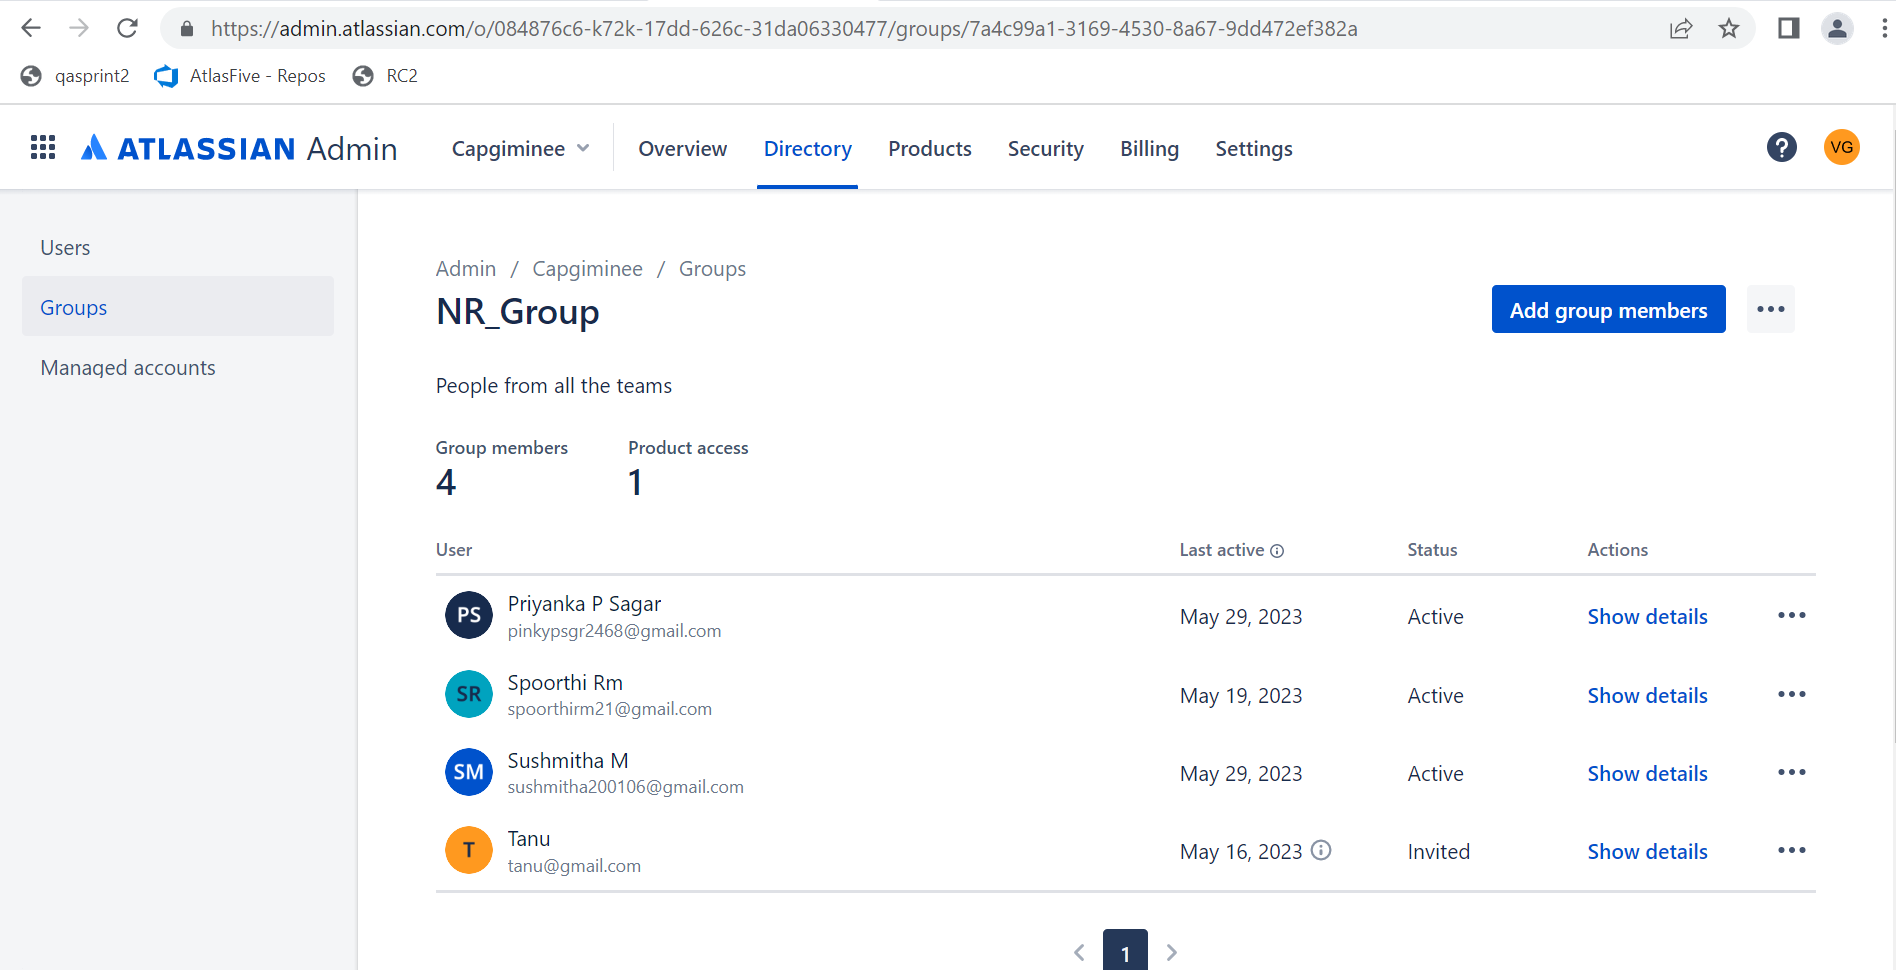 https://admin.atlassian.com/o/084876c6-k72k-17dd-626c-31da06330477/groups/7a4c99a1-3169-4530-8a67-9dd472ef382a
qasprint2 AtlasFive - Repos RC2
ATLASSIAN Admin Capgiminee Overview Directory Products Security Billing Settings ? VG
Users
Groups
Managed accounts
Admin / Capgiminee / Groups
NR_Group
Add group members
People from all the teams
Group members Product access
4 1
User Last active Status Actions
PS Priyanka P Sagar May 29, 2023 Active Show details
pinkypsgr2468@gmail.com
SR Spoorthi Rm May 19, 2023 Active Show details
spoorthirm21@gmail.com
SM Sushmitha M May 29, 2023 Active Show details
sushmitha200106@gmail.com
T Tanu May 16, 2023 Invited Show details
tanu@gmail.com
1